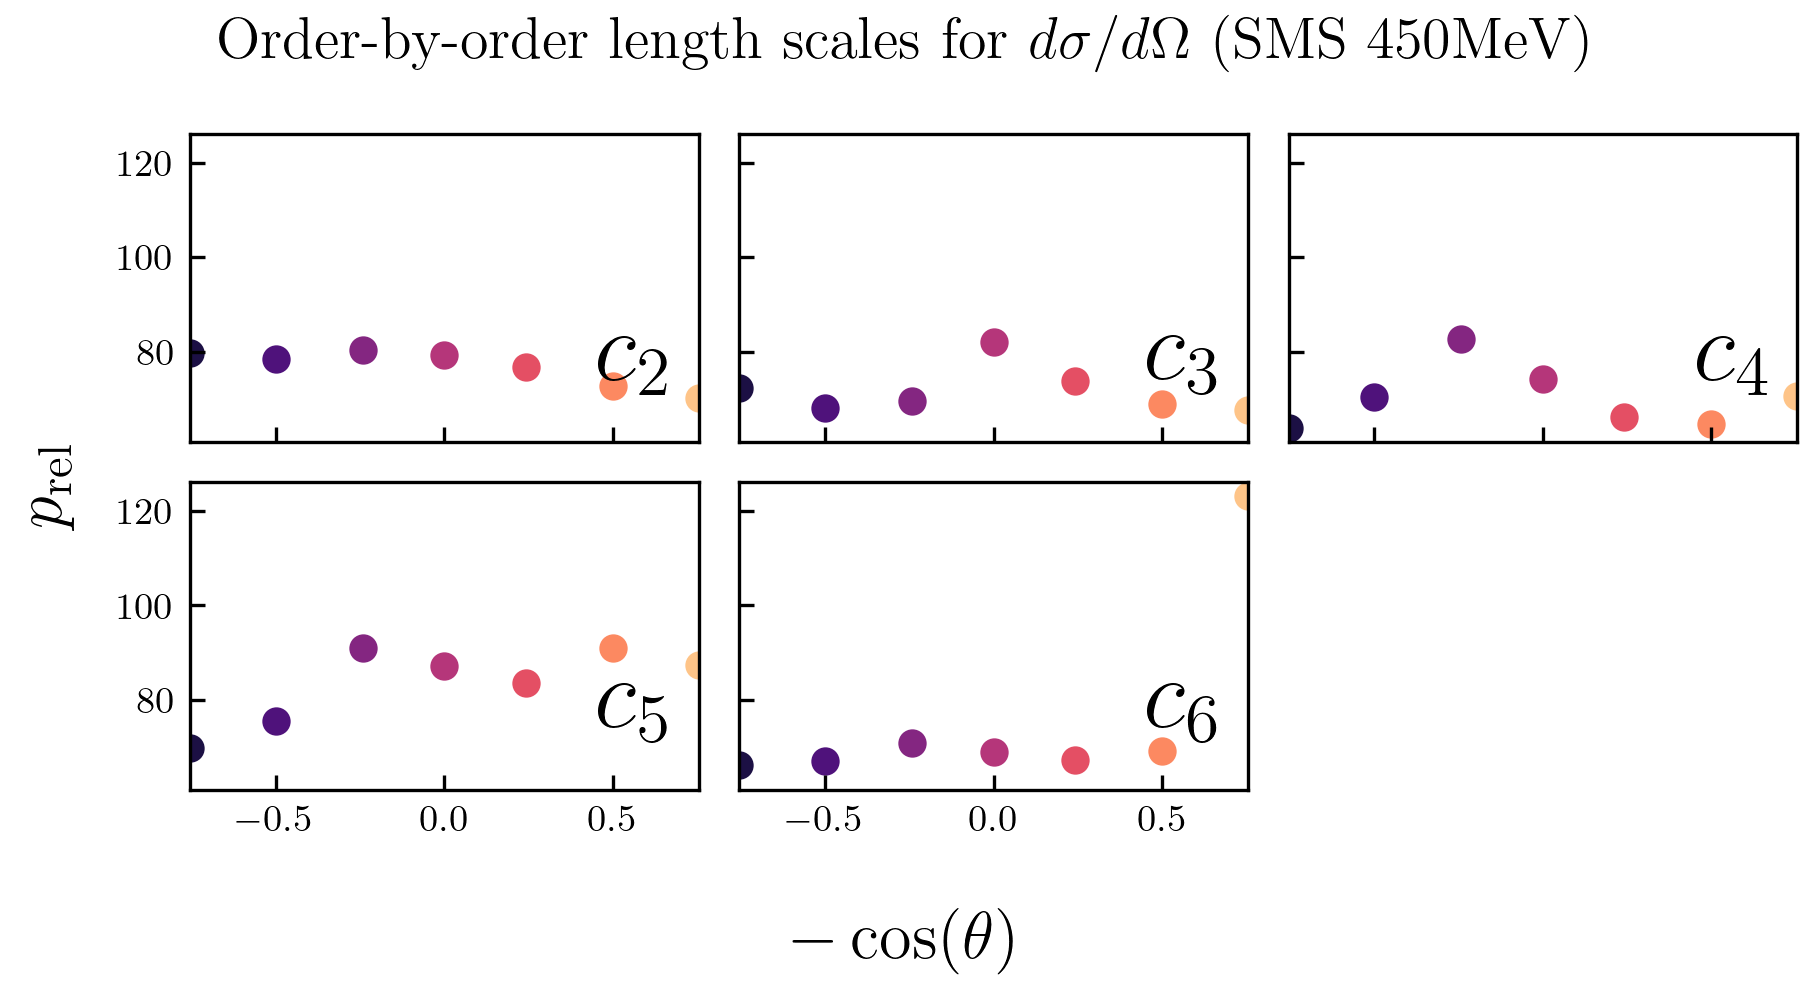 Order-by-order length scales for dσ/dΩ (SMS 450MeV)
120
100
80
c₂
c₃
c₄
p_rel
120
100
80
c₅
c₆
−0.5 0.0 0.5
−0.5 0.0 0.5
− cos(θ)